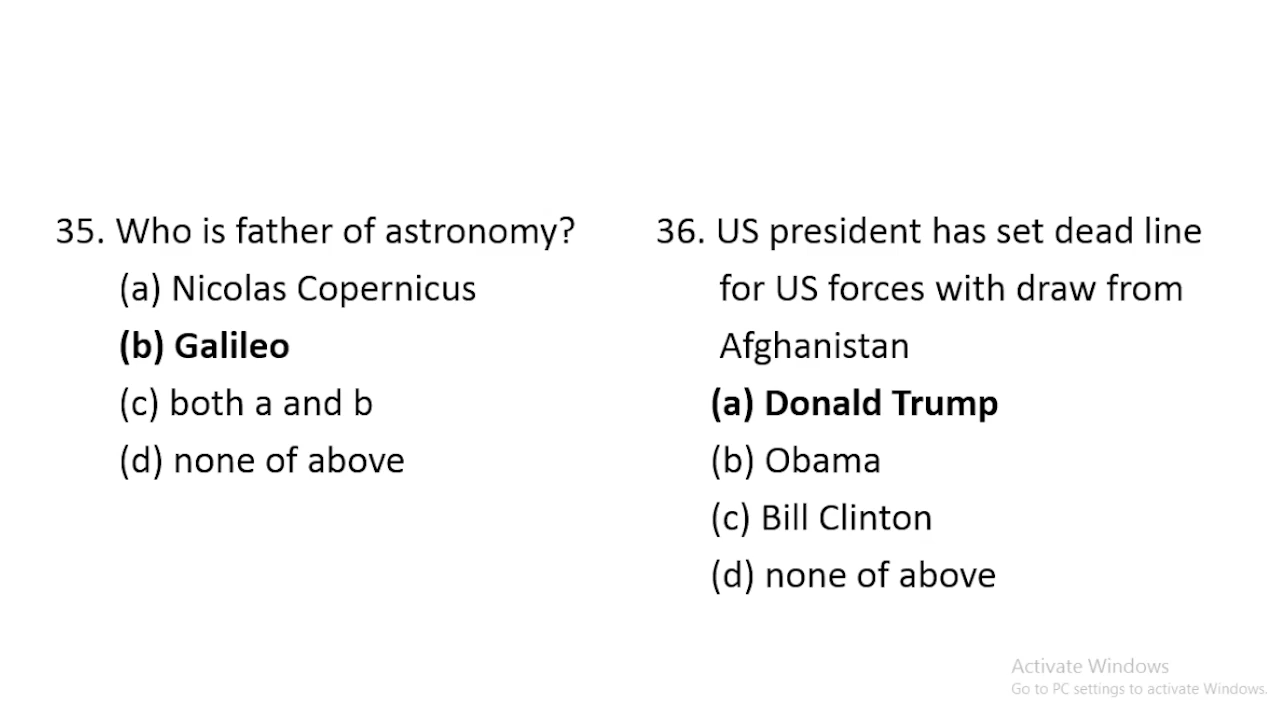 35. Who is father of astronomy?
(a) Nicolas Copernicus
(b) Galileo
(c) both a and b
(d) none of above
36. US president has set dead line
for US forces with draw from
Afghanistan
(a) Donald Trump
(b) Obama
(c) Bill Clinton
(d) none of above
Activate Windows
Go to PC settings to activate Windows.